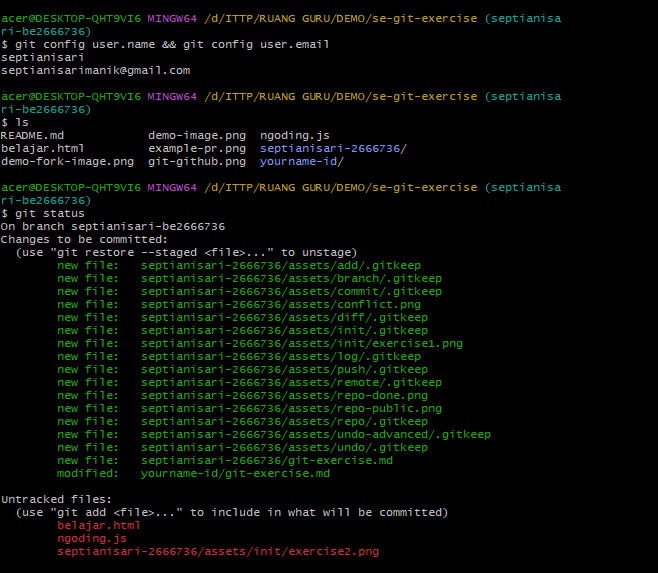 acer@DESKTOP-QHT9VI6 MINGW64 /d/ITTP/RUANG GURU/DEMO/se-git-exercise (septianisa
ri-be2666736)
$ git config user.name && git config user.email
septianisari
septianisarimanik@gmail.com
acer@DESKTOP-QHT9VI6 MINGW64 /d/ITTP/RUANG GURU/DEMO/se-git-exercise (septianisa
ri-be2666736)
$ ls
README.md demo-image.png ngoding.js
belajar.html example-pr.png septianisari-2666736/
demo-fork-image.png git-github.png yourname-id/
acer@DESKTOP-QHT9VI6 MINGW64 /d/ITTP/RUANG GURU/DEMO/se-git-exercise (septianisa
ri-be2666736)
$ git status
On branch septianisari-be2666736
Changes to be committed:
(use "git restore --staged <file>..." to unstage)
new file: septianisari-2666736/assets/add/.gitkeep
new file: septianisari-2666736/assets/branch/.gitkeep
new file: septianisari-2666736/assets/commit/.gitkeep
new file: septianisari-2666736/assets/conflict.png
new file: septianisari-2666736/assets/diff/.gitkeep
new file: septianisari-2666736/assets/init/.gitkeep
new file: septianisari-2666736/assets/init/exercise1.png
new file: septianisari-2666736/assets/log/.gitkeep
new file: septianisari-2666736/assets/push/.gitkeep
new file: septianisari-2666736/assets/remote/.gitkeep
new file: septianisari-2666736/assets/repo-done.png
new file: septianisari-2666736/assets/repo-public.png
new file: septianisari-2666736/assets/repo/.gitkeep
new file: septianisari-2666736/assets/undo-advanced/.gitkeep
new file: septianisari-2666736/assets/undo/.gitkeep
new file: septianisari-2666736/git-exercise.md
modified: yourname-id/git-exercise.md
Untracked files:
(use "git add <file>..." to include in what will be committed)
belajar.html
ngoding.js
septianisari-2666736/assets/init/exercise2.png